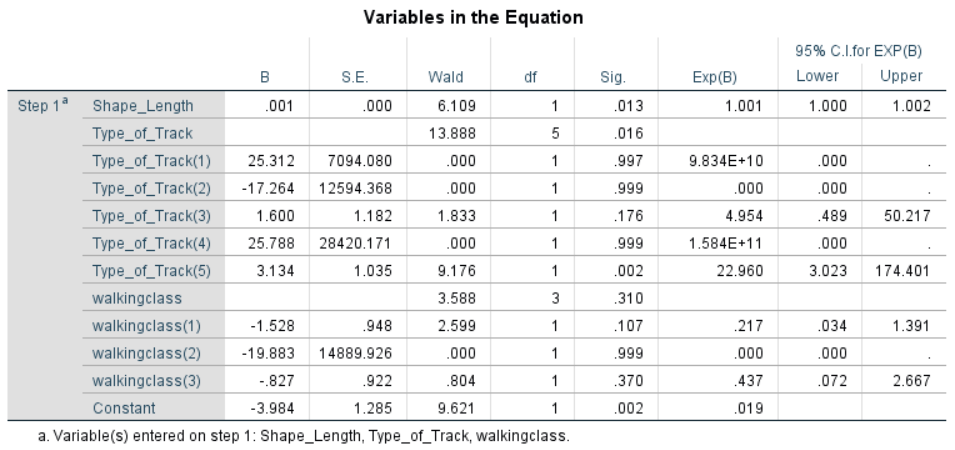 Variables in the Equation
95% C.I.for EXP(B)
B S.E. Wald df Sig. Exp(B) Lower Upper
Step 1a Shape_Length .001 .000 6.109 1 .013 1.001 1.000 1.002
Type_of_Track 13.888 5 .016
Type_of_Track(1) 25.312 7094.080 .000 1 .997 9.834E+10 .000 .
Type_of_Track(2) -17.264 12594.368 .000 1 .999 .000 .000 .
Type_of_Track(3) 1.600 1.182 1.833 1 .176 4.954 .489 50.217
Type_of_Track(4) 25.788 28420.171 .000 1 .999 1.584E+11 .000 .
Type_of_Track(5) 3.134 1.035 9.176 1 .002 22.960 3.023 174.401
walkingclass 3.588 3 .310
walkingclass(1) -1.528 .948 2.599 1 .107 .217 .034 1.391
walkingclass(2) -19.883 14889.926 .000 1 .999 .000 .000 .
walkingclass(3) -.827 .922 .804 1 .370 .437 .072 2.667
Constant -3.984 1.285 9.621 1 .002 .019
a. Variable(s) entered on step 1: Shape_Length, Type_of_Track, walkingclass.